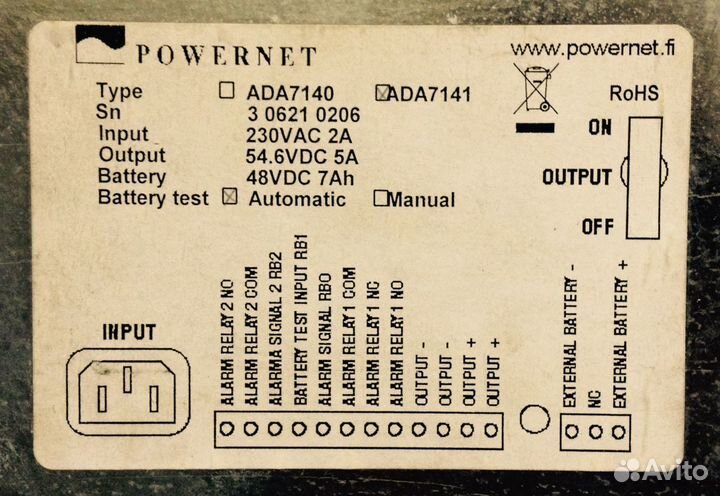 POWERNET
www.powernet.fi
Type ADA7140 ADA7141
Sn 3 0621 0206
Input 230VAC 2A
Output 54.6VDC 5A
Battery 48VDC 7Ah
Battery test Automatic Manual
RoHS
ON
OUTPUT
OFF
INPUT
ALARM RELAY 2 NO
ALARM RELAY 2 COM
ALARMA SIGNAL 2 RB2
BATTERY TEST INPUT RB1
ALARM SIGNAL RB0
ALARM RELAY 1 COM
ALARM RELAY 1 NC
ALARM RELAY 1 NO
OUTPUT -
OUTPUT -
OUTPUT +
OUTPUT +
EXTERNAL BATTERY -
NC
EXTERNAL BATTERY +
Avito